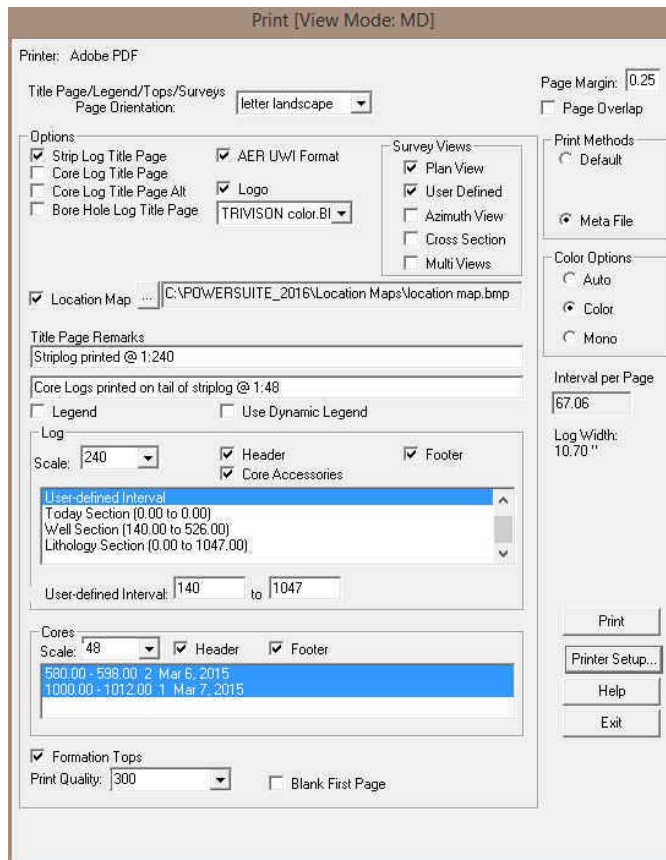 Print [View Mode: MD]
Printer: Adobe PDF
Title Page/Legend/Tops/Surveys
Page Orientation:
letter landscape
Page Margin: 0.25
Page Overlap
Options
Strip Log Title Page
Core Log Title Page
Core Log Title Page Alt
Bore Hole Log Title Page
AER UWI Format
Logo
TRIVISON color.BI
Survey Views
Plan View
User Defined
Azimuth View
Cross Section
Multi Views
Print Methods
Default
Meta File
Color Options
Auto
Color
Mono
Location Map ... C:\POWERSUITE_2016\Location Maps\location map.bmp
Title Page Remarks
Striplog printed @ 1:240
Core Logs printed on tail of striplog @ 1:48
Legend
Use Dynamic Legend
Interval per Page
67.06
Log Width:
10.70 "
Log
Scale: 240
Header
Footer
Core Accessories
User-defined Interval
Today Section (0.00 to 0.00)
Well Section (140.00 to 526.00)
Lithology Section (0.00 to 1047.00)
User-defined Interval: 140 to 1047
Cores
Scale: 48
Header
Footer
580.00 - 598.00 2 Mar 6, 2015
1000.00 - 1012.00 1 Mar 7, 2015
Print
Printer Setup...
Help
Exit
Formation Tops
Print Quality: 300
Blank First Page